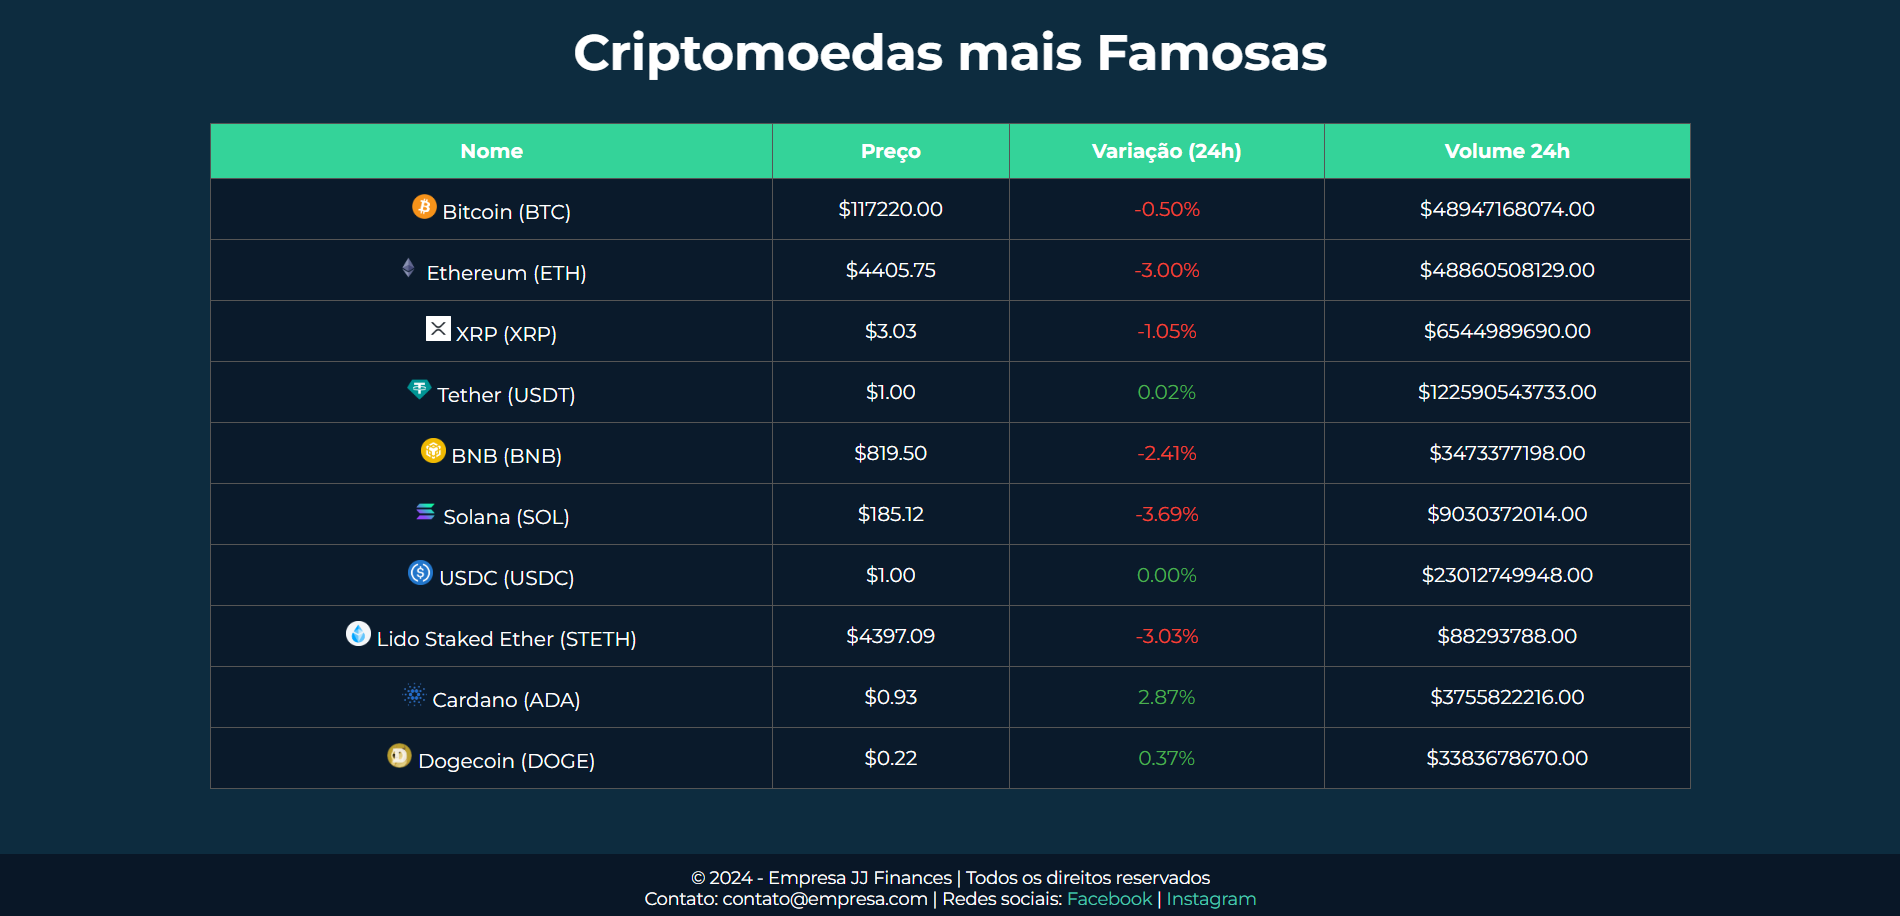 Criptomoedas mais Famosas
Nome Preço Variação (24h) Volume 24h
Bitcoin (BTC) $117220.00 -0.50% $48947168074.00
Ethereum (ETH) $4405.75 -3.00% $48860508129.00
XRP (XRP) $3.03 -1.05% $6544989690.00
Tether (USDT) $1.00 0.02% $122590543733.00
BNB (BNB) $819.50 -2.41% $3473377198.00
Solana (SOL) $185.12 -3.69% $9030372014.00
USDC (USDC) $1.00 0.00% $23012749948.00
Lido Staked Ether (STETH) $4397.09 -3.03% $88293788.00
Cardano (ADA) $0.93 2.87% $3755822216.00
Dogecoin (DOGE) $0.22 0.37% $3383678670.00
© 2024 - Empresa JJ Finances | Todos os direitos reservados
Contato: contato@empresa.com | Redes sociais: Facebook | Instagram